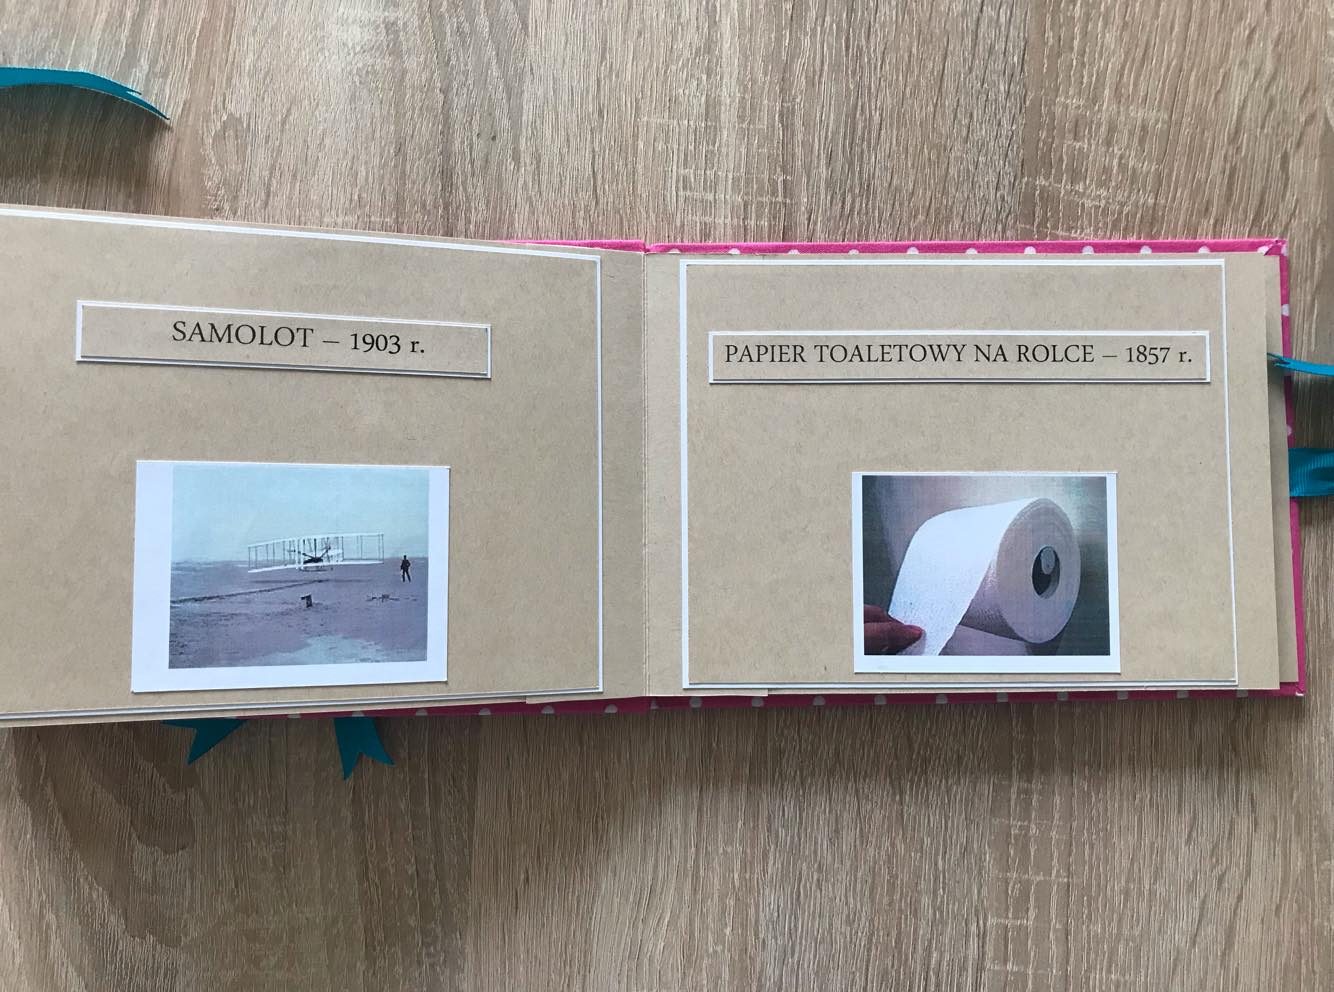 SAMOLOT – 1903 r.
PAPIER TOALETOWY NA ROLCE – 1857 r.